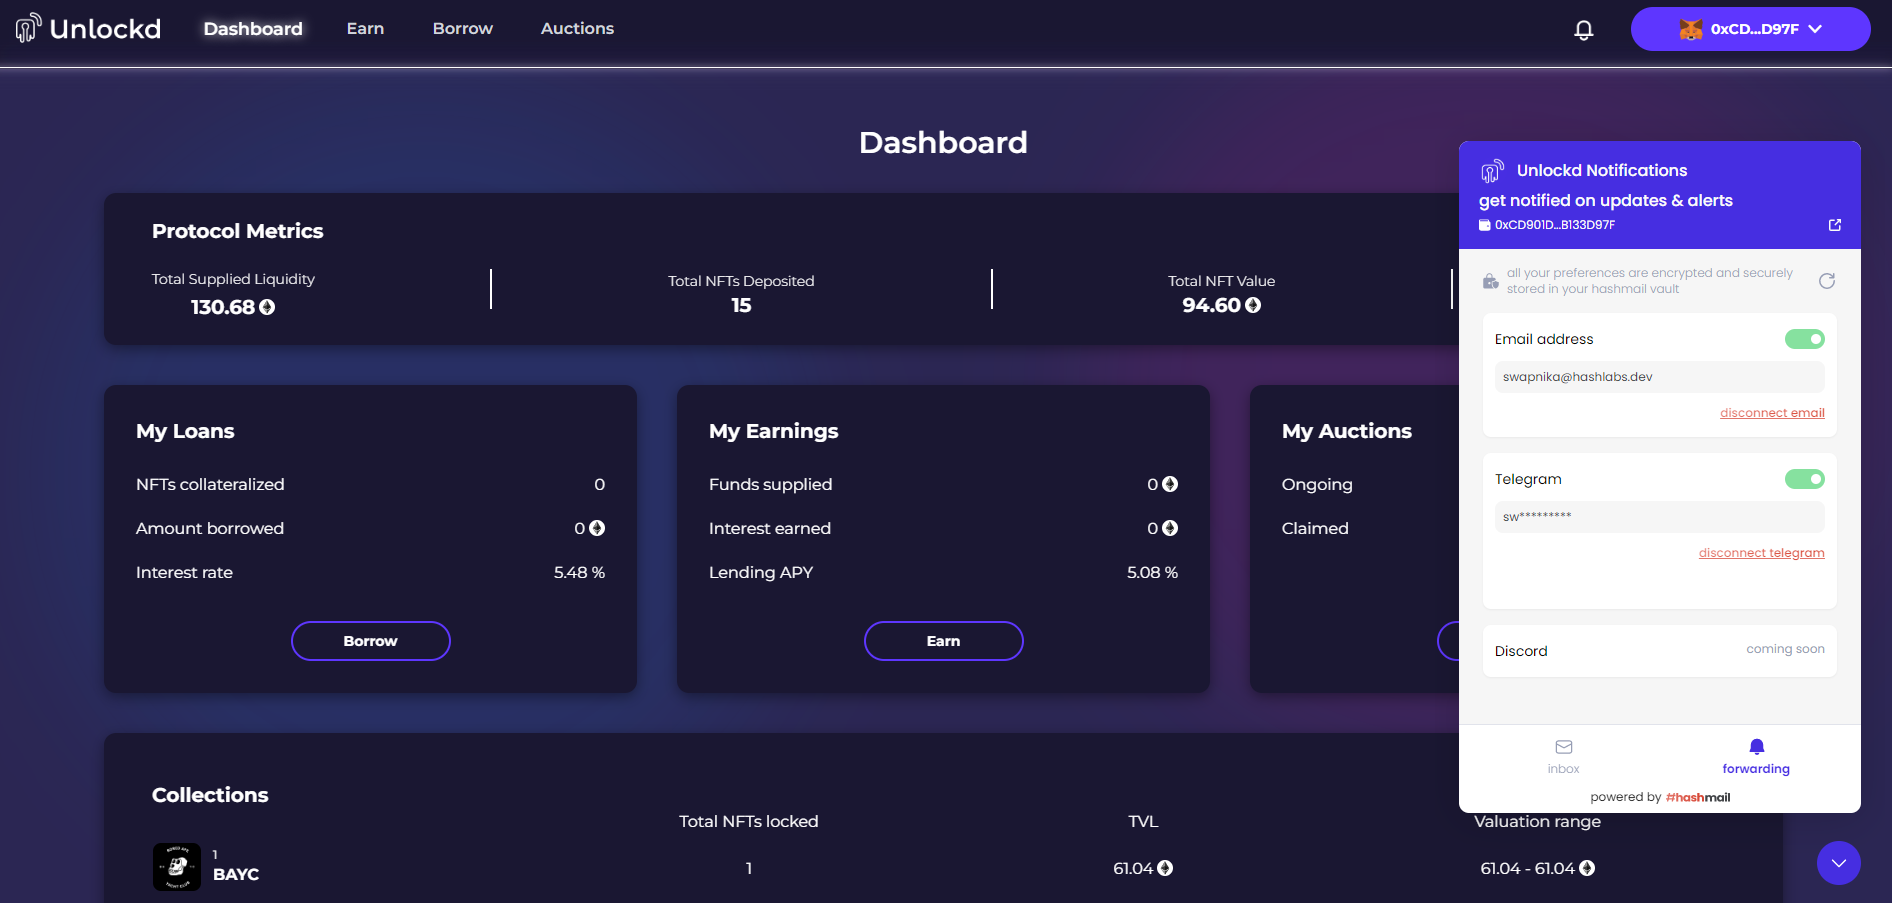 Unlockd
Dashboard
Earn
Borrow
Auctions
0xCD...D97F
Dashboard
Protocol Metrics
Total Supplied Liquidity
130.68
Total NFTs Deposited
15
Total NFT Value
94.60
My Loans
NFTs collateralized 0
Amount borrowed 0
Interest rate 5.48 %
Borrow
My Earnings
Funds supplied 0
Interest earned 0
Lending APY 5.08 %
Earn
My Auctions
Ongoing
Claimed
Collections
Total NFTs locked
TVL
Valuation range
1
BAYC
1
61.04
61.04 - 61.04
Unlockd Notifications
get notified on updates & alerts
0xCD901D...B133D97F
all your preferences are encrypted and securely
stored in your hashmail vault
Email address
swapnika@hashlabs.dev
disconnect email
Telegram
sw*********
disconnect telegram
Discord
coming soon
inbox
forwarding
powered by #hashmail